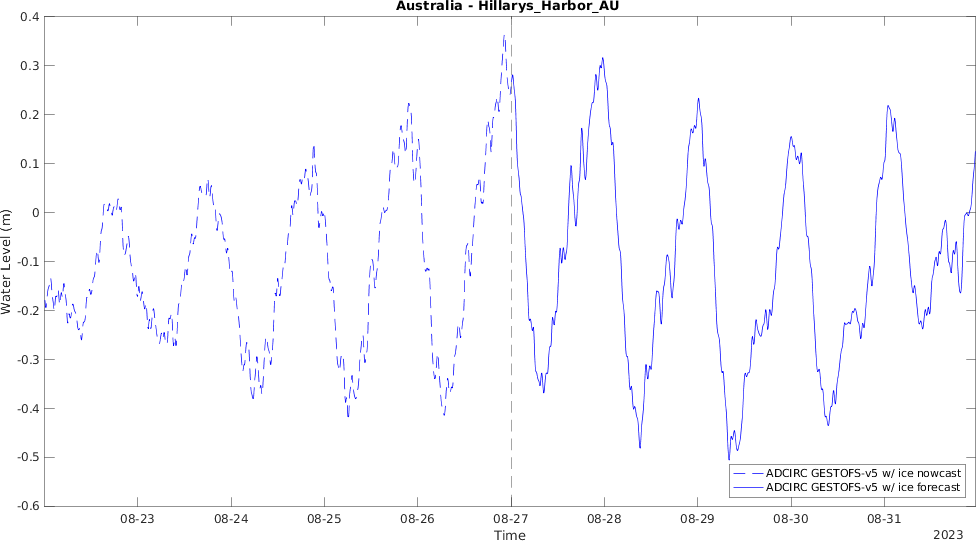 Australia - Hillarys_Harbor_AU
0.4
0.3
0.2
0.1
0
-0.1
-0.2
-0.3
-0.4
-0.5
-0.6
Water Level (m)
ADCIRC GESTOFS-v5 w/ ice nowcast
ADCIRC GESTOFS-v5 w/ ice forecast
08-23 08-24 08-25 08-26 08-27 08-28 08-29 08-30 08-31
Time
2023